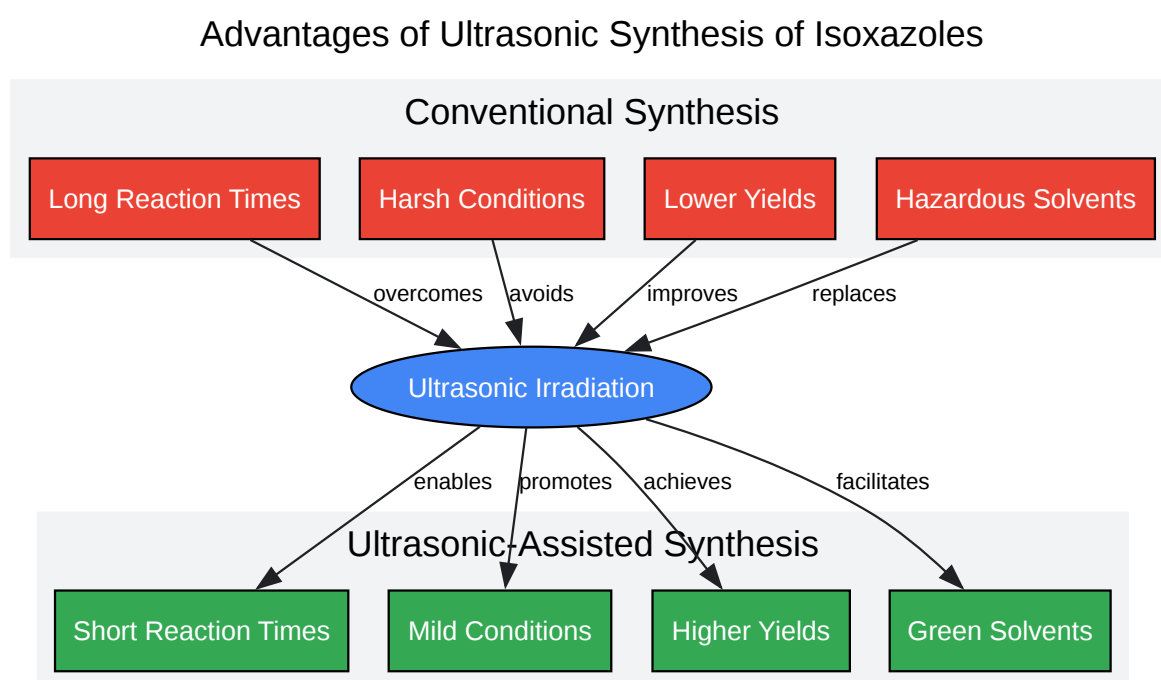 Advantages of Ultrasonic Synthesis of Isoxazoles
Conventional Synthesis
Long Reaction Times
Harsh Conditions
Lower Yields
Hazardous Solvents
overcomes
avoids
improves
replaces
Ultrasonic Irradiation
enables
promotes
achieves
facilitates
Ultrasonic-Assisted Synthesis
Short Reaction Times
Mild Conditions
Higher Yields
Green Solvents